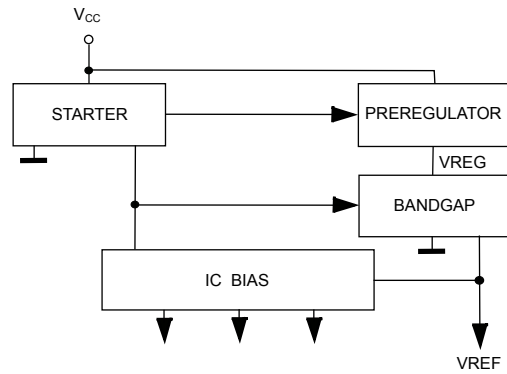 VCC
STARTER
PREREGULATOR
VREG
BANDGAP
IC BIAS
VREF